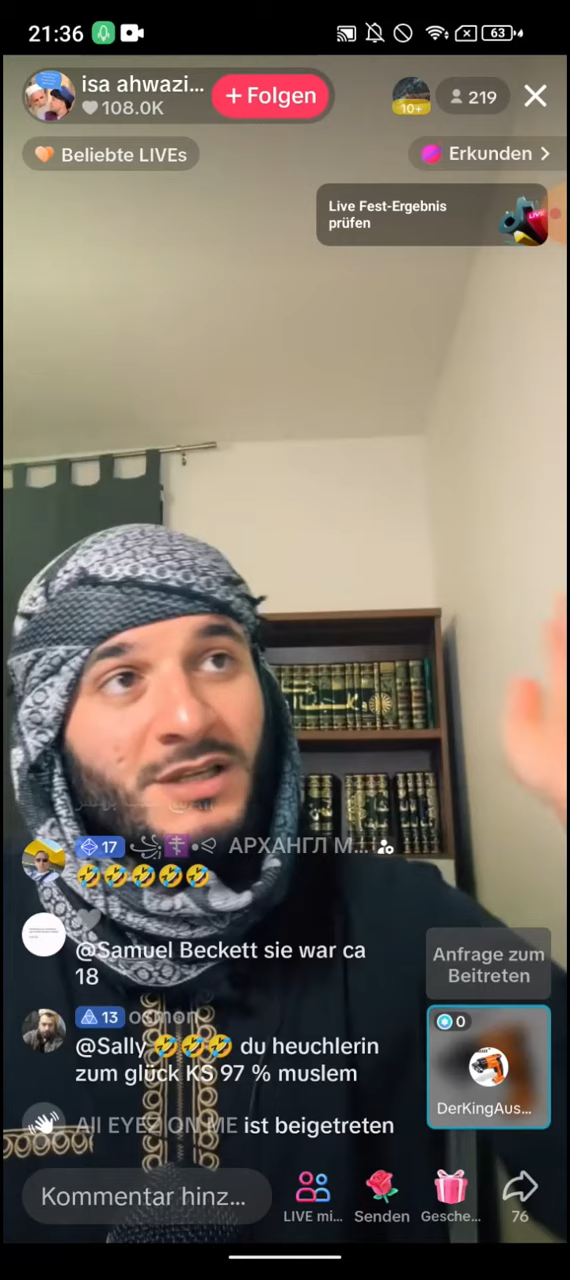 21:36
63
isa ahwazi...
108.0K
+ Folgen
10+
219
Beliebte LIVEs
Erkunden >
Live Fest-Ergebnis
prüfen
LIVE
17
АРХАНГЛ М...
🤣🤣🤣🤣🤣
@Samuel Beckett sie war ca
18
13 osmon
@Sally 🤣🤣🤣 du heuchlerin
zum glück KS 97 % muslem
All EYEZ ON ME ist beigetreten
Anfrage zum
Beitreten
0
DerKingAus...
Kommentar hinz...
LIVE mi...
Senden
Gesche...
76